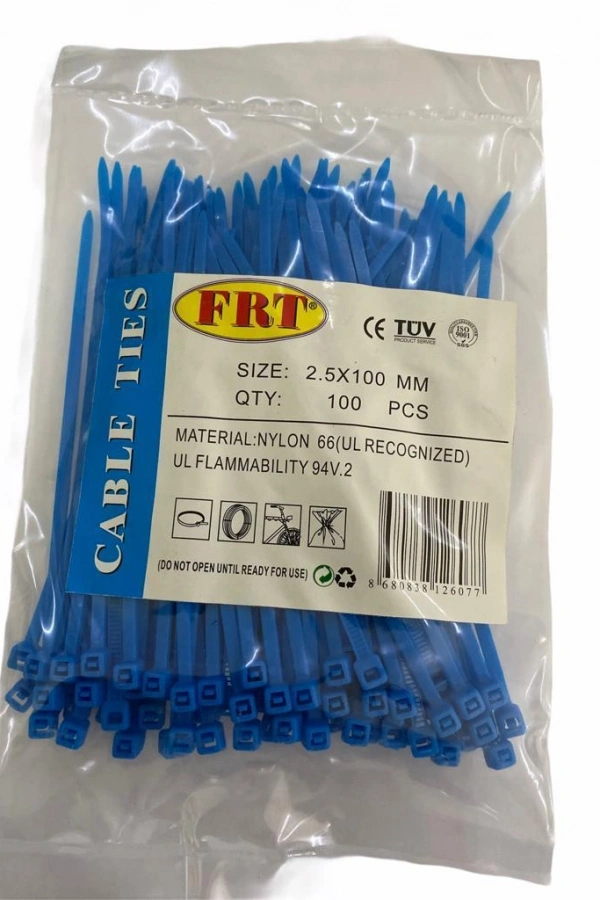 CABLE TIES
FRT®
CE TÜV PRODUCT SERVICE ISO 9001 SGS
SIZE: 2.5X100 MM
QTY: 100 PCS
MATERIAL:NYLON 66(UL RECOGNIZED)
UL FLAMMABILITY 94V.2
(DO NOT OPEN UNTIL READY FOR USE)
8 680838 126077